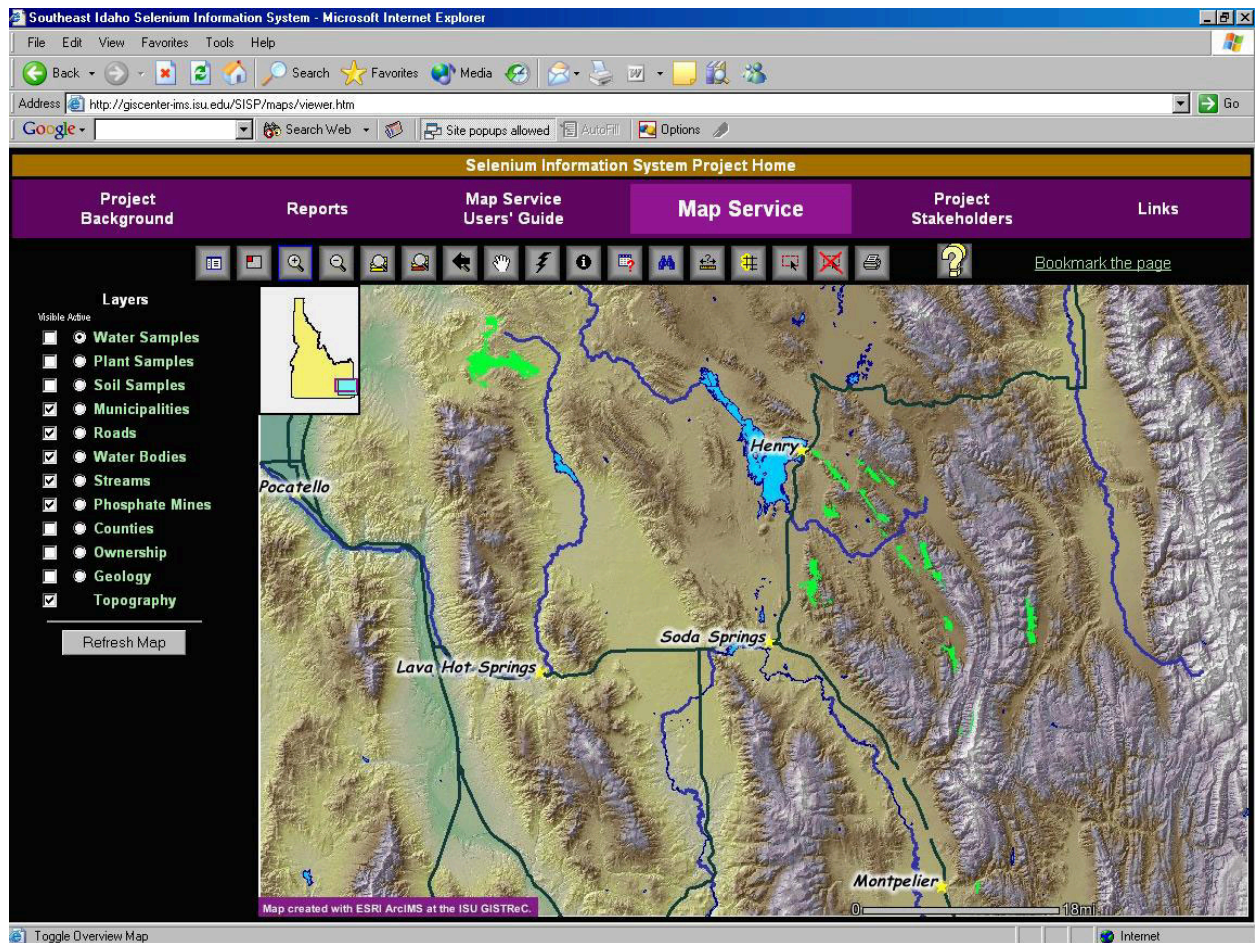 Southeast Idaho Selenium Information System - Microsoft Internet Explorer
File Edit View Favorites Tools Help
Back Search Favorites Media
Address http://giscenter-ims.isu.edu/SISP/maps/viewer.htm Go
Google Search Web Site popups allowed AutoFill Options
Selenium Information System Project Home
Project Background
Reports
Map Service Users' Guide
Map Service
Project Stakeholders
Links
Bookmark the page
Layers
Visible Active
Water Samples
Plant Samples
Soil Samples
Municipalities
Roads
Water Bodies
Streams
Phosphate Mines
Counties
Ownership
Geology
Topography
Refresh Map
Henry
Pocatello
Soda Springs
Lava Hot Springs
Montpelier
0 18mi
Map created with ESRI ArcIMS at the ISU GISTReC.
Toggle Overview Map Internet